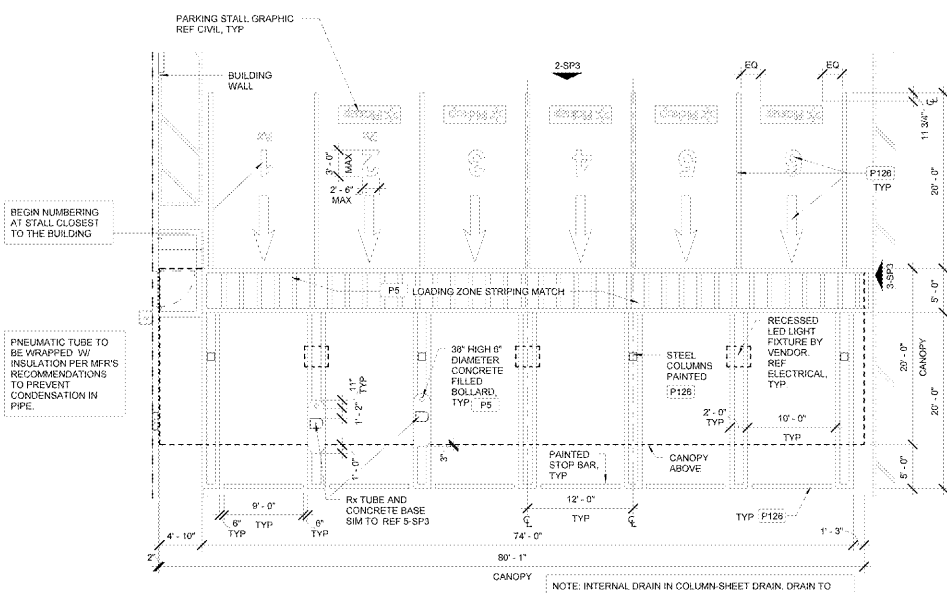 PARKING STALL GRAPHIC
REF CIVIL, TYP
BUILDING
WALL
2-SP3
EQ
EQ
11 3/4"
3' - 0"
MAX
2' - 6"
MAX
P126
TYP
20' - 0"
BEGIN NUMBERING
AT STALL CLOSEST
TO THE BUILDING
3-SP3
P5 LOADING ZONE STRIPING MATCH
5' - 0"
PNEUMATIC TUBE TO
BE WRAPPED W/
INSULATION PER MFR'S
RECOMMENDATIONS
TO PREVENT
CONDENSATION IN
PIPE.
36" HIGH 6"
DIAMETER
CONCRETE
FILLED
BOLLARD,
TYP P5
STEEL
COLUMNS
PAINTED
P126
RECESSED
LED LIGHT
FIXTURE BY
VENDOR.
REF
ELECTRICAL,
TYP
20' - 0"
CANOPY
20' - 0"
11"
TYP
1' - 2"
1' - 0"
3"
2' - 0"
TYP
10' - 0"
TYP
PAINTED
STOP BAR,
TYP
CANOPY
ABOVE
5' - 0"
Rx TUBE AND
CONCRETE BASE
SIM TO REF 5-SP3
9' - 0"
TYP
6"
TYP
6"
TYP
12' - 0"
TYP
TYP P126
4' - 10"
74' - 0"
1' - 3"
2"
80' - 1"
CANOPY
NOTE: INTERNAL DRAIN IN COLUMN-SHEET DRAIN. DRAIN TO